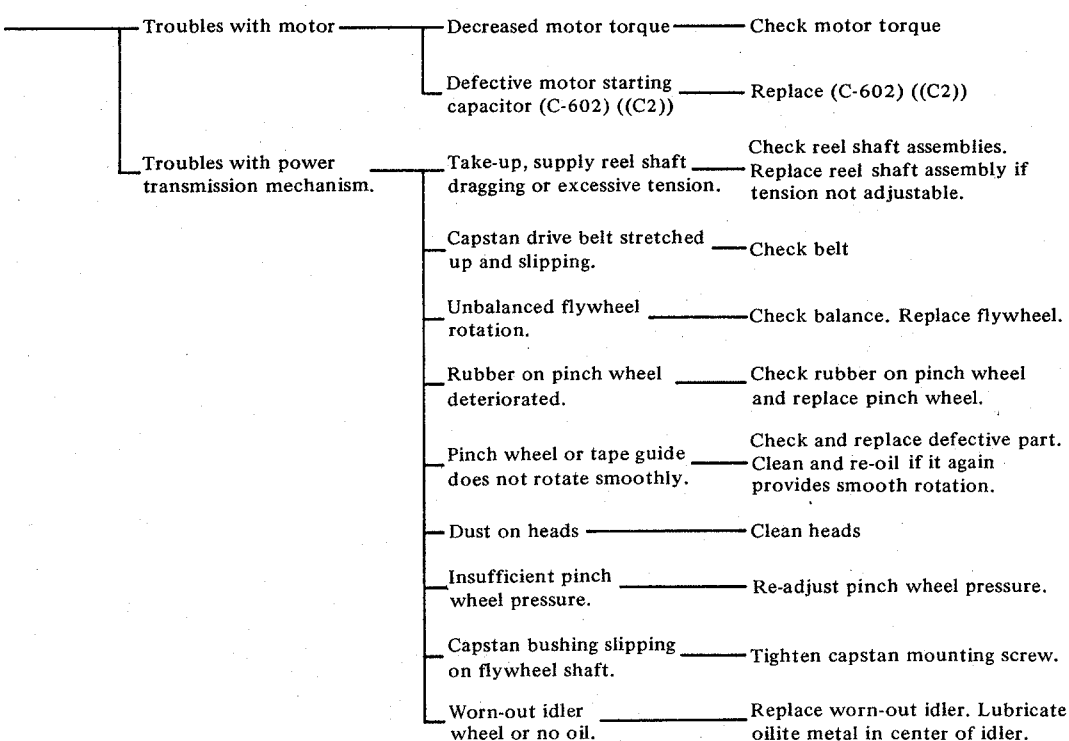 Troubles with motor Decreased motor torque Check motor torque
Defective motor starting
capacitor (C-602) ((C2)) Replace (C-602) ((C2))
Troubles with power
transmission mechanism.
Take-up, supply reel shaft
dragging or excessive tension.
Check reel shaft assemblies.
Replace reel shaft assembly if
tension not adjustable.
Capstan drive belt stretched
up and slipping.
Check belt
Unbalanced flywheel
rotation.
Check balance. Replace flywheel.
Rubber on pinch wheel
deteriorated.
Check rubber on pinch wheel
and replace pinch wheel.
Pinch wheel or tape guide
does not rotate smoothly.
Check and replace defective part.
Clean and re-oil if it again
provides smooth rotation.
Dust on heads Clean heads
Insufficient pinch
wheel pressure.
Re-adjust pinch wheel pressure.
Capstan bushing slipping
on flywheel shaft.
Tighten capstan mounting screw.
Worn-out idler
wheel or no oil.
Replace worn-out idler. Lubricate
oilite metal in center of idler.